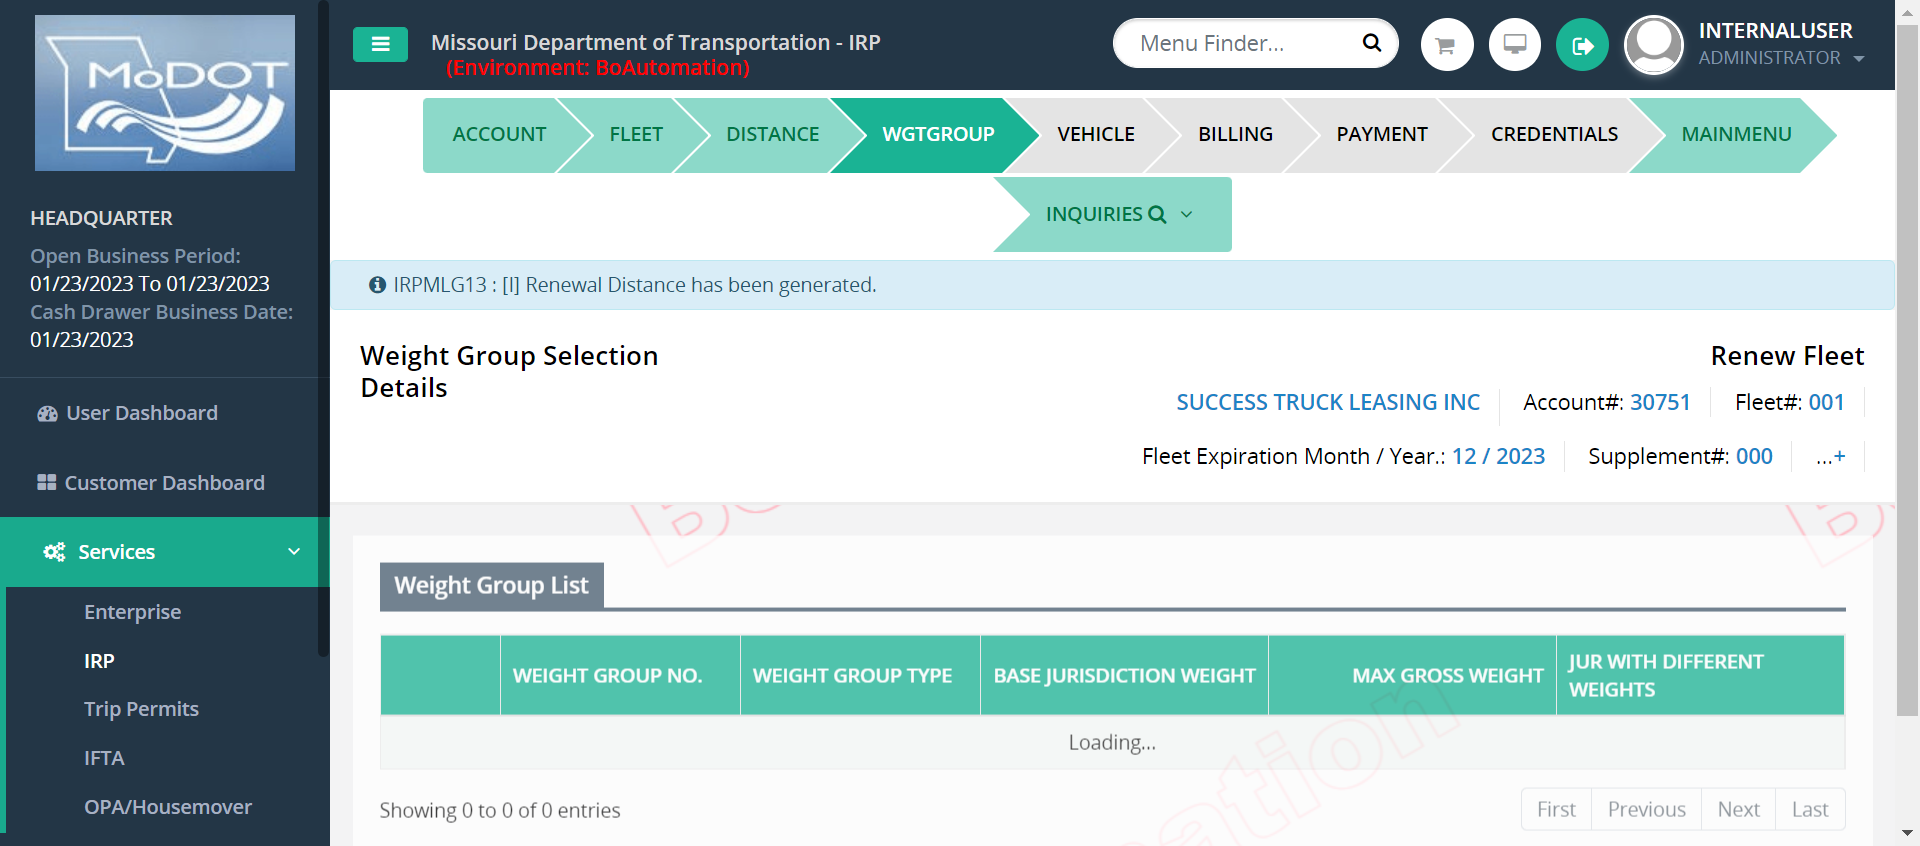 MoDOT
HEADQUARTER
Open Business Period:
01/23/2023 To 01/23/2023
Cash Drawer Business Date:
01/23/2023
User Dashboard
Customer Dashboard
Services
Enterprise
IRP
Trip Permits
IFTA
OPA/Housemover
Missouri Department of Transportation - IRP
(Environment: BoAutomation)
Menu Finder...
INTERNALUSER
ADMINISTRATOR
ACCOUNT
FLEET
DISTANCE
WGTGROUP
VEHICLE
BILLING
PAYMENT
CREDENTIALS
MAINMENU
INQUIRIES
IRPMLG13 : [I] Renewal Distance has been generated.
Weight Group Selection
Details
Renew Fleet
SUCCESS TRUCK LEASING INC
Account#: 30751
Fleet#: 001
Fleet Expiration Month / Year.: 12 / 2023
Supplement#: 000
...+
Weight Group List
WEIGHT GROUP NO.
WEIGHT GROUP TYPE
BASE JURISDICTION WEIGHT
MAX GROSS WEIGHT
JUR WITH DIFFERENT
WEIGHTS
Loading...
Showing 0 to 0 of 0 entries
First
Previous
Next
Last